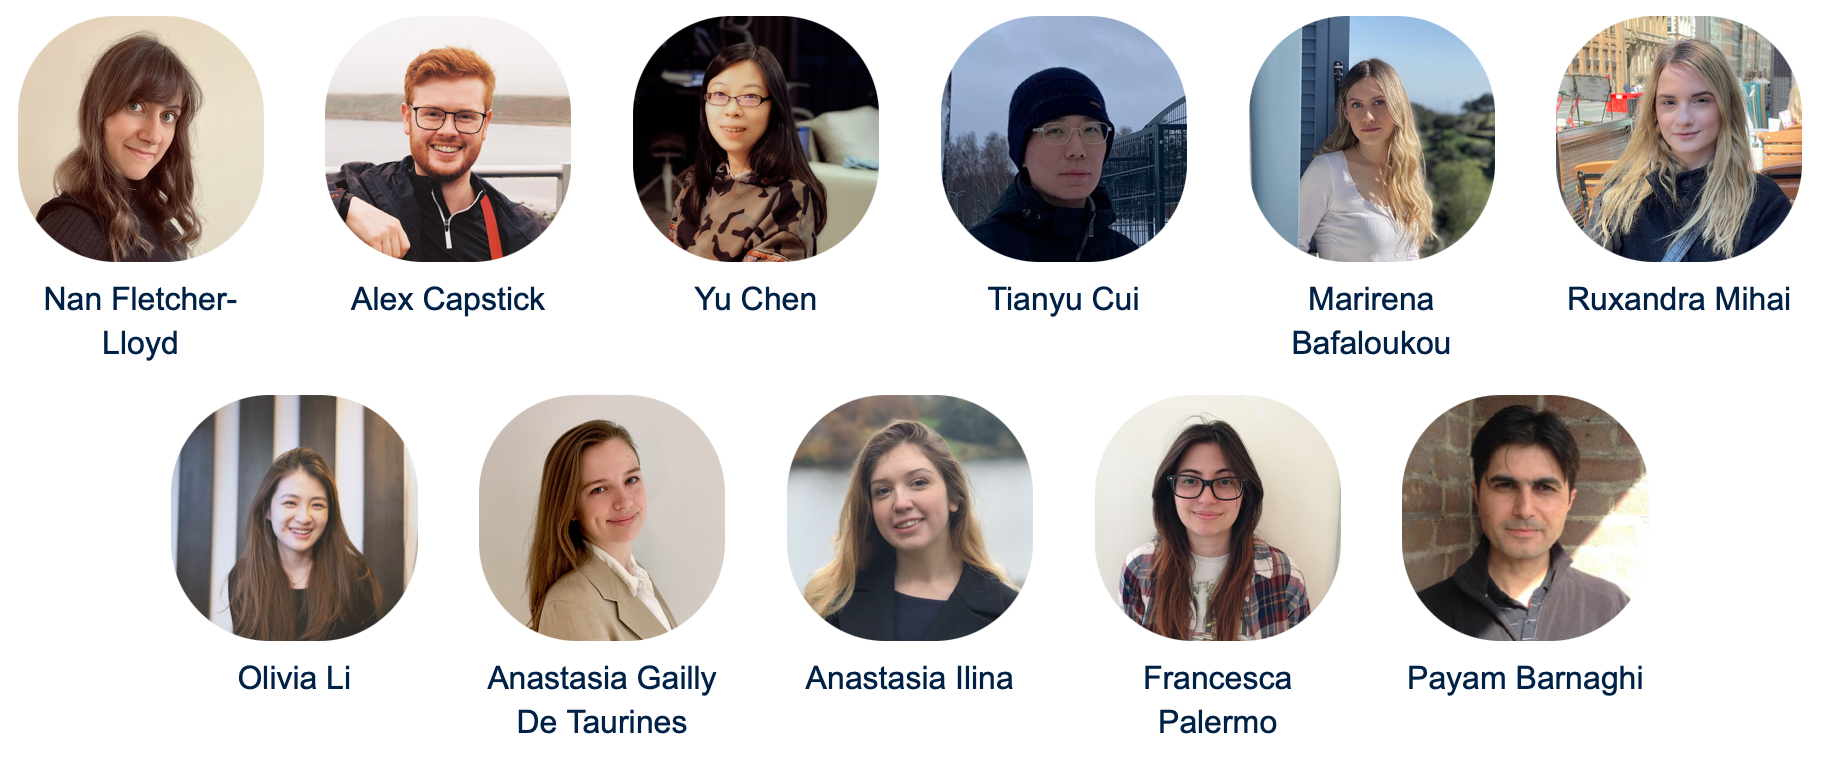 Nan Fletcher-
Lloyd
Alex Capstick
Yu Chen
Tianyu Cui
Marirena
Bafaloukou
Ruxandra Mihai
Olivia Li
Anastasia Gailly
De Taurines
Anastasia Ilina
Francesca
Palermo
Payam Barnaghi